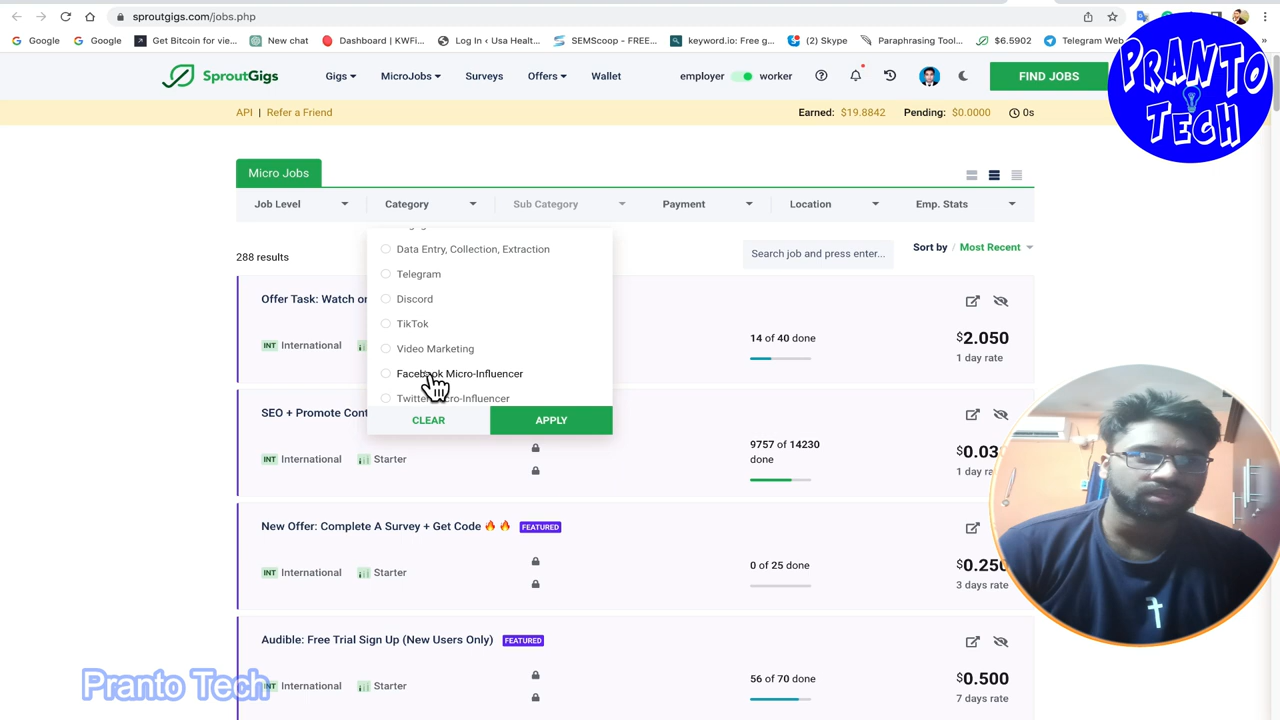 sproutgigs.com/jobs.php
Google
Google
Get Bitcoin for vie...
New chat
Dashboard | KWFi...
Log In ‹ Usa Healt...
SEMScoop - FREE...
keyword.io: Free g...
(2) Skype
Paraphrasing Tool...
$6.5902
Telegram Web
»
SproutGigs
Gigs
MicroJobs
Surveys
Offers
Wallet
employer
worker
FIND JOBS
PRANTO
TECH
API | Refer a Friend
Earned: $19.8842
Pending: $0.0000
0s
Micro Jobs
Job Level
Category
Sub Category
Payment
Location
Emp. Stats
288 results
Search job and press enter...
Sort by / Most Recent
Data Entry, Collection, Extraction
Telegram
Discord
TikTok
Video Marketing
Facebook Micro-Influencer
Twitter Micro-Influencer
CLEAR
APPLY
Offer Task: Watch
INT International
14 of 40 done
$2.050
1 day rate
SEO + Promote
INT International
Starter
9757 of 14230
done
1 day
New Offer: Complete A Survey + Get Code 🔥 🔥
FEATURED
INT International
Starter
0 of 25 done
$0.250
3 days rate
Audible: Free Trial Sign Up (New Users Only)
FEATURED
INT International
Starter
56 of 70 done
$0.500
7 days rate
Pranto Tech